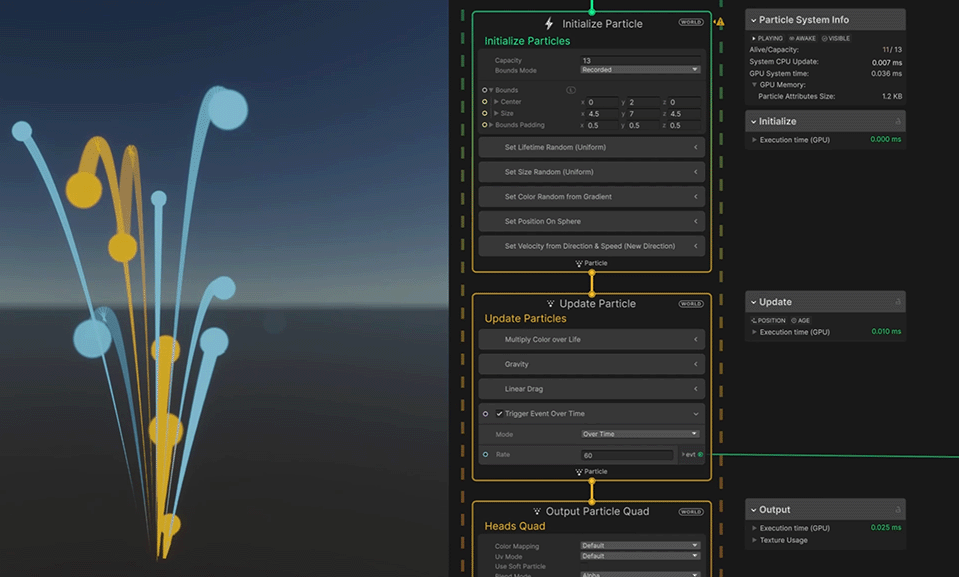 Initialize Particle
WORLD
Initialize Particles
Capacity 13
Bounds Mode Recorded
Bounds L
Center x 0 y 2 z 0
Size x 4.5 y 7 z 4.5
Bounds Padding x 0.5 y 0.5 z 0.5
Set Lifetime Random (Uniform)
Set Size Random (Uniform)
Set Color Random from Gradient
Set Position On Sphere
Set Velocity from Direction & Speed (New Direction)
Particle
Update Particle
WORLD
Update Particles
Multiply Color over Life
Gravity
Linear Drag
Trigger Event Over Time
Mode Over Time
Rate 60 evt
Particle
Output Particle Quad
WORLD
Heads Quad
Color Mapping Default
Uv Mode Default
Use Soft Particle
Blend Mode Alpha
Particle System Info
PLAYING AWAKE VISIBLE
Alive/Capacity: 11 / 13
System CPU Update: 0.007 ms
GPU System time: 0.036 ms
GPU Memory:
Particle Attributes Size: 1.2 KB
Initialize
Execution time (GPU) 0.000 ms
Update
POSITION AGE
Execution time (GPU) 0.010 ms
Output
Execution time (GPU) 0.025 ms
Texture Usage